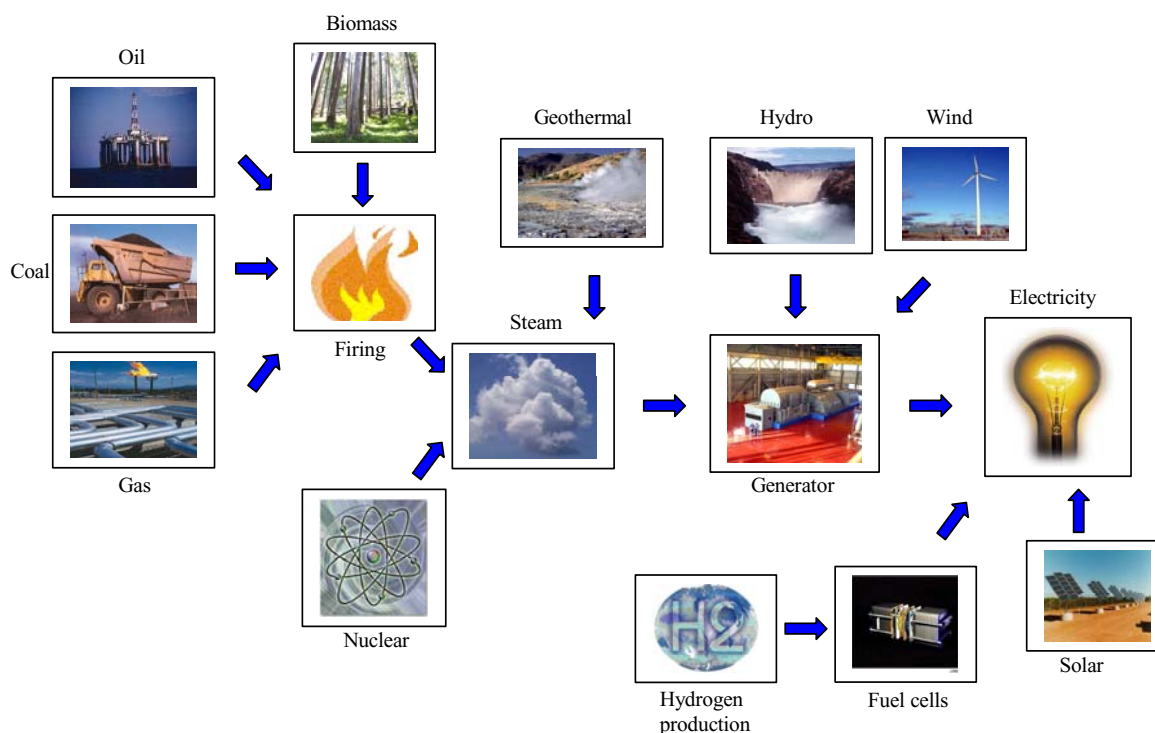 Biomass
Oil
Geothermal
Hydro
Wind
Coal
Electricity
Steam
Firing
Gas
Generator
Nuclear
H2
Hydrogen
production
Fuel cells
Solar